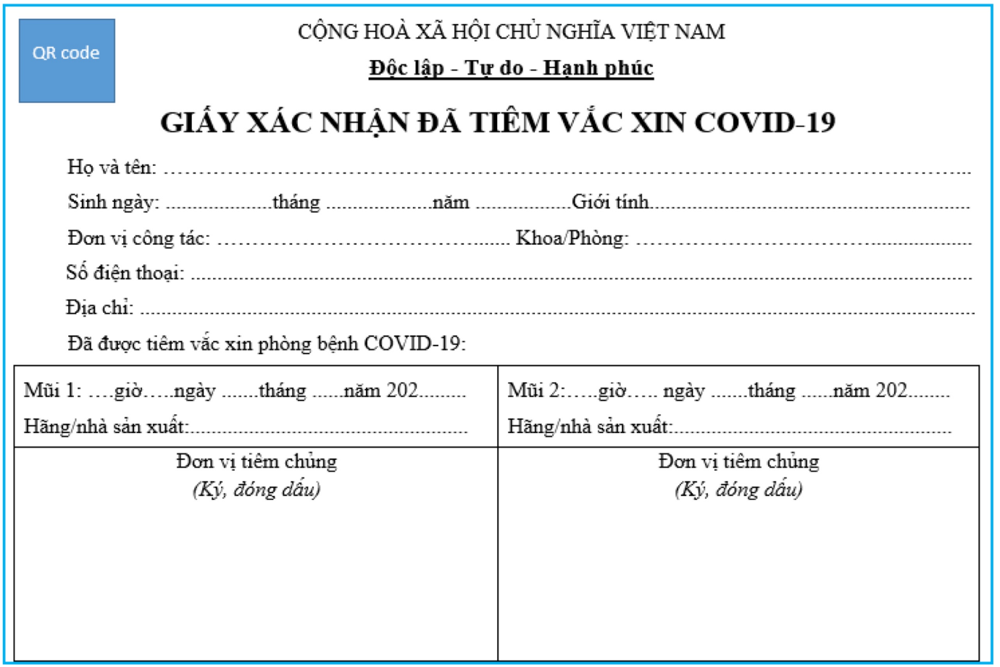 QR code
CỘNG HOÀ XÃ HỘI CHỦ NGHĨA VIỆT NAM
Độc lập - Tự do - Hạnh phúc
GIẤY XÁC NHẬN ĐÃ TIÊM VẮC XIN COVID-19
Họ và tên: ……………………………………………………………………………………………………………...
Sinh ngày: .....................tháng .....................năm ...................Giới tính................................................................
Đơn vị công tác: ……………………………………....... Khoa/Phòng: ………………………………....................
Số điện thoại: ............................................................................................................................................................
Địa chỉ: .......................................................................................................................................................................
Đã được tiêm vắc xin phòng bệnh COVID-19:
Mũi 1: ….giờ…..ngày .......tháng ......năm 202.........
Hãng/nhà sản xuất:.......................................................
Đơn vị tiêm chủng
(Ký, đóng dấu)
Mũi 2:…..giờ….. ngày .......tháng ......năm 202........
Hãng/nhà sản xuất:.......................................................
Đơn vị tiêm chủng
(Ký, đóng dấu)